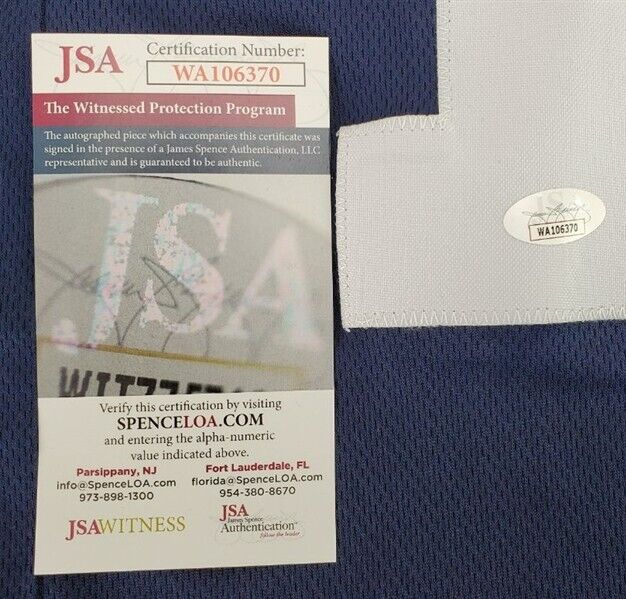 JSA
Certification Number:
WA106370
The Witnessed Protection Program
The autographed piece which accompanies this certificate was
signed in the presence of a James Spence Authentication, LLC
representative and is guaranteed to be authentic.
JSA
Verify this certification by visiting
SPENCELOA.COM
and entering the alpha-numeric
value indicated above.
Parsippany, NJ
info@SpenceLOA.com
973-898-1300
Fort Lauderdale, FL
florida@SpenceLOA.com
954-380-8670
JSAWITNESS
JSA
James Spence
Authentication
follow the leader
WA106370